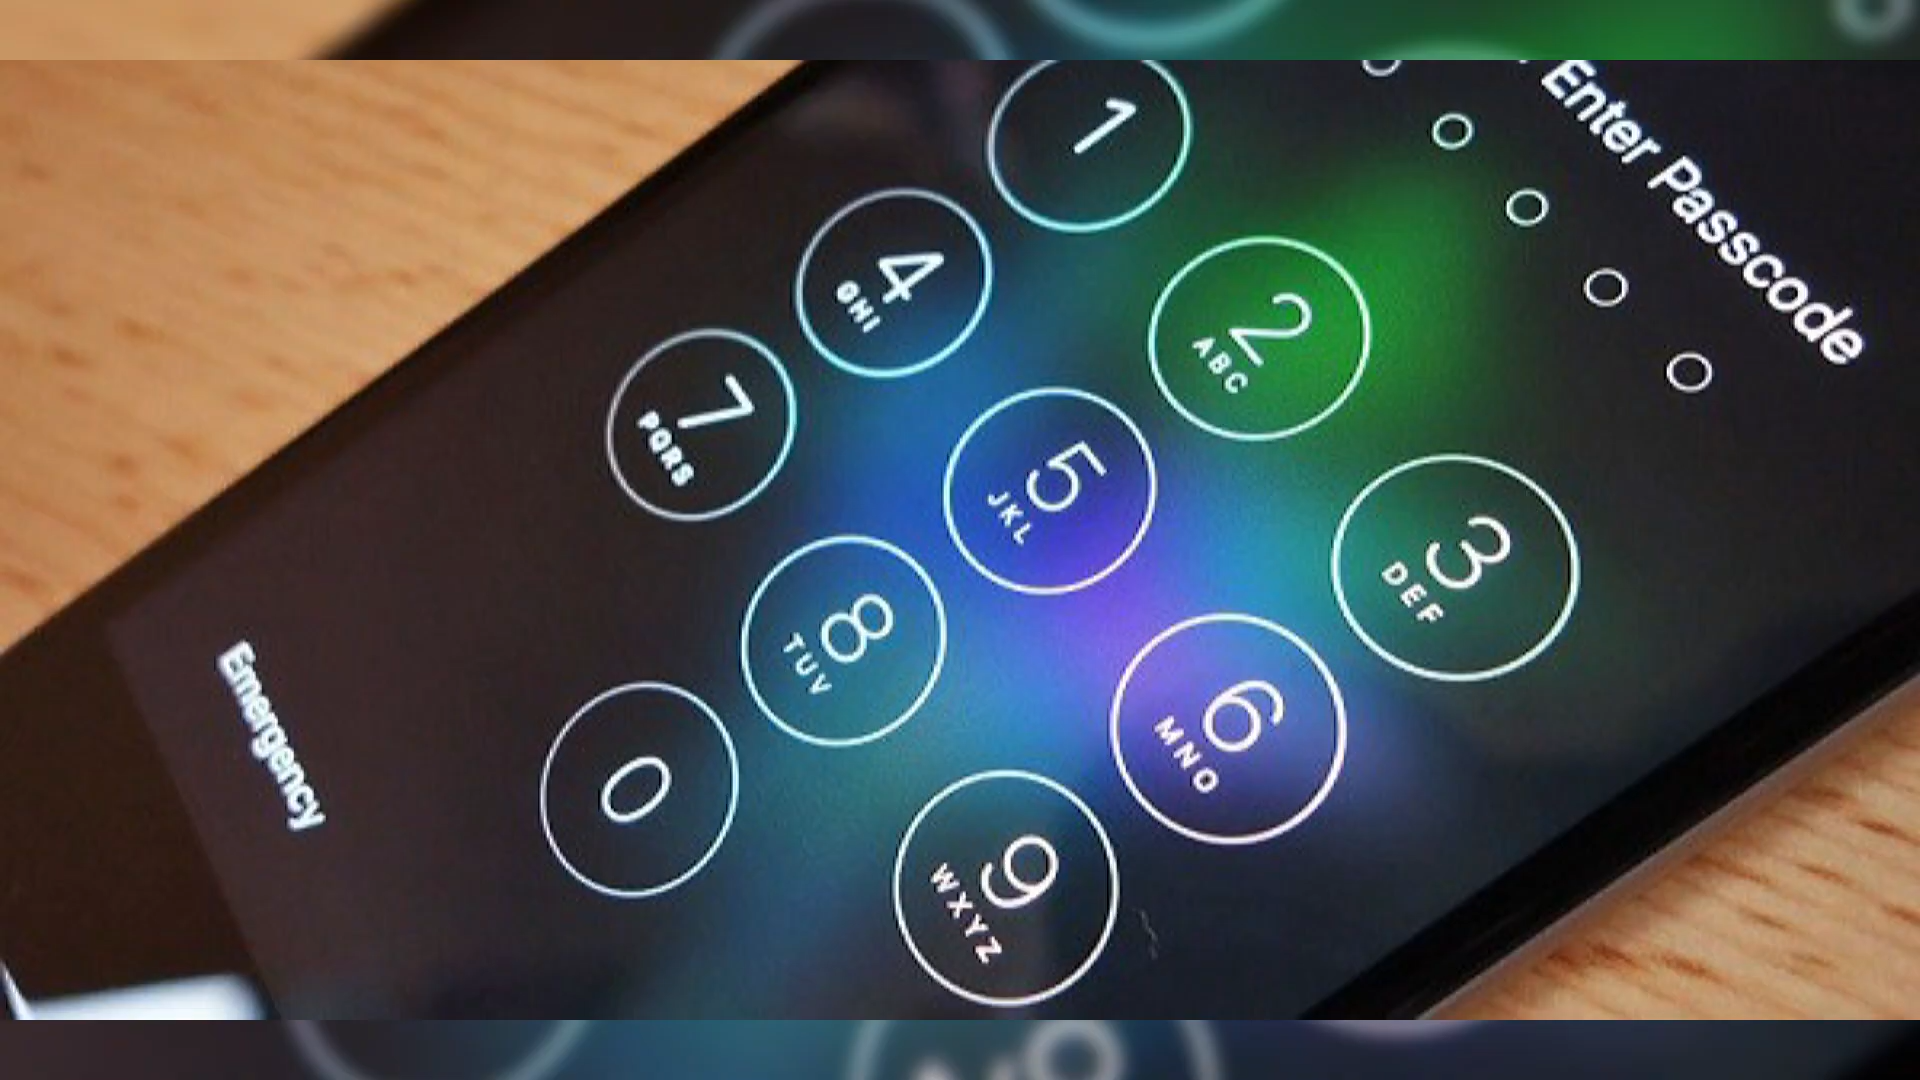 Enter Passcode
1
2
ABC
3
DEF
4
GHI
5
JKL
6
MNO
7
PQRS
8
TUV
9
WXYZ
0
Emergency